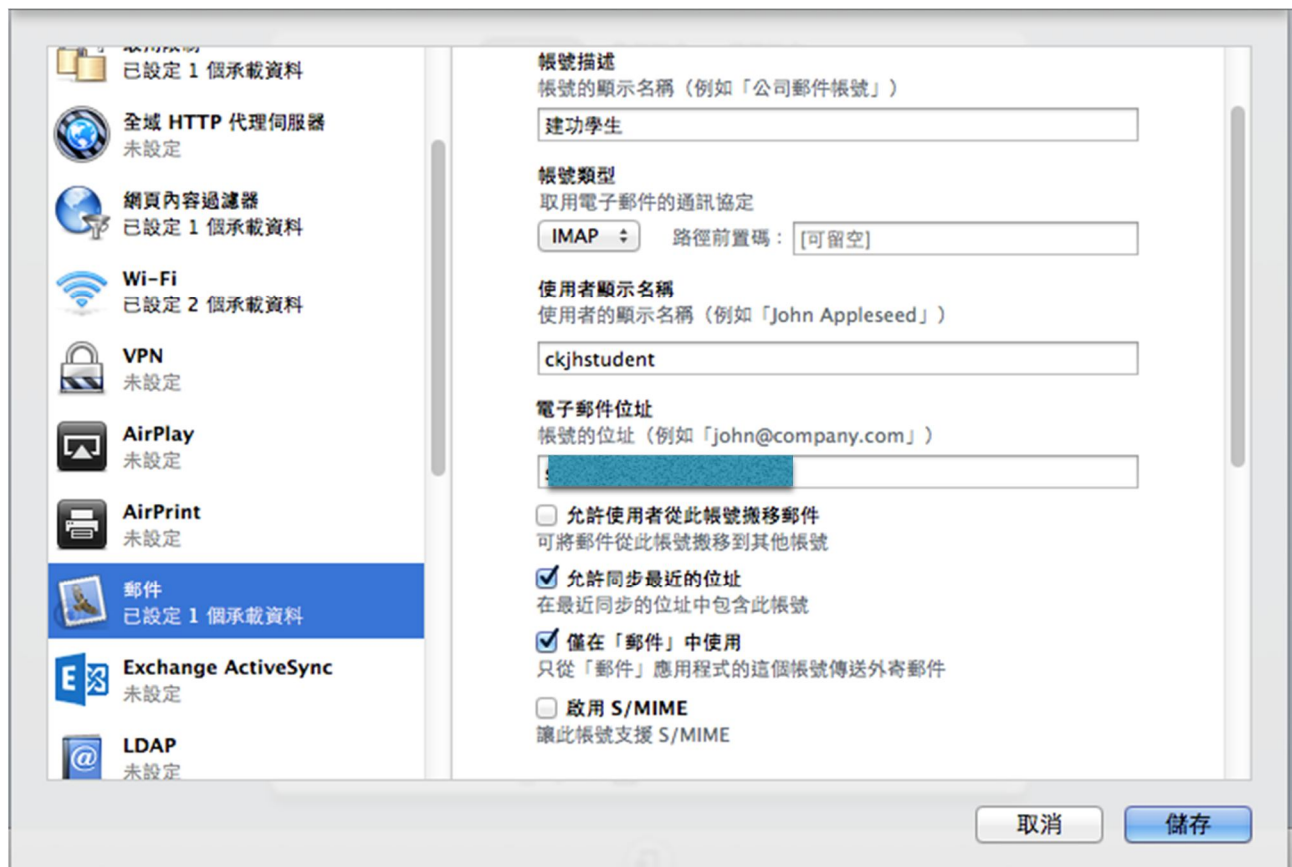 取用限制
已設定 1 個承載資料
全域 HTTP 代理伺服器
未設定
網頁內容過濾器
已設定 1 個承載資料
Wi-Fi
已設定 2 個承載資料
VPN
未設定
AirPlay
未設定
AirPrint
未設定
郵件
已設定 1 個承載資料
Exchange ActiveSync
未設定
LDAP
未設定
帳號描述
帳號的顯示名稱（例如「公司郵件帳號」）
建功學生
帳號類型
取用電子郵件的通訊協定
IMAP 路徑前置碼： [可留空]
使用者顯示名稱
使用者的顯示名稱（例如「John Appleseed」）
ckjhstudent
電子郵件位址
帳號的位址（例如「john@company.com」）
允許使用者從此帳號搬移郵件
可將郵件從此帳號搬移到其他帳號
允許同步最近的位址
在最近同步的位址中包含此帳號
僅在「郵件」中使用
只從「郵件」應用程式的這個帳號傳送外寄郵件
啟用 S/MIME
讓此帳號支援 S/MIME
取消
儲存